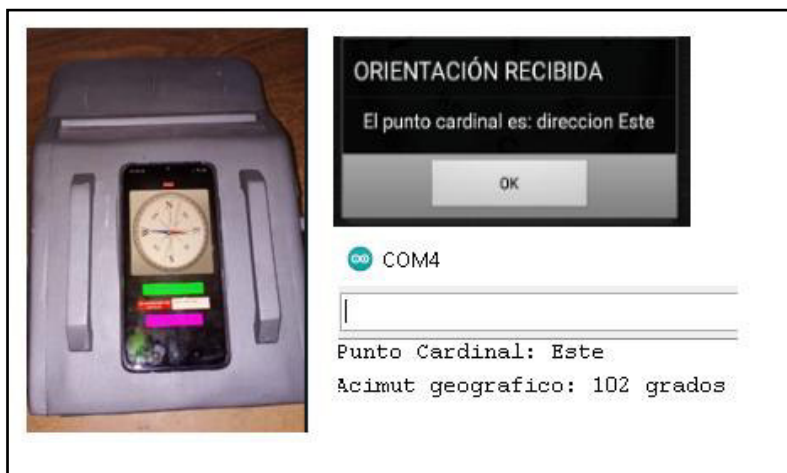 ORIENTACIÓN RECIBIDA
El punto cardinal es: direccion Este
OK
COM4
Punto Cardinal: Este
Acimut geografico: 102 grados